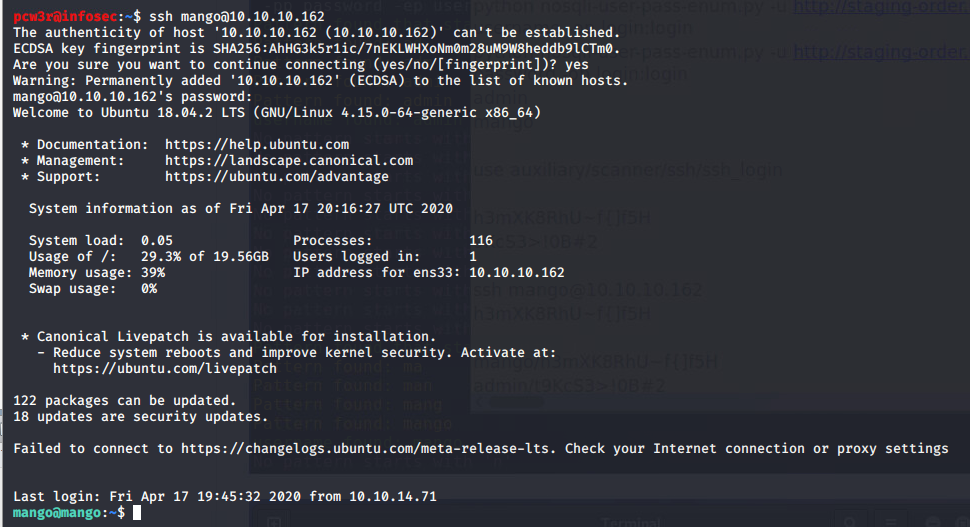 pcw3r@infosec:~$ ssh mango@10.10.10.162
The authenticity of host '10.10.10.162 (10.10.10.162)' can't be established.
ECDSA key fingerprint is SHA256:AhHG3k5r1ic/7nEKLWHXoNm0m28uM9W8heddb9lCTm0.
Are you sure you want to continue connecting (yes/no/[fingerprint])? yes
Warning: Permanently added '10.10.10.162' (ECDSA) to the list of known hosts.
mango@10.10.10.162's password:
Welcome to Ubuntu 18.04.2 LTS (GNU/Linux 4.15.0-64-generic x86_64)
* Documentation:  https://help.ubuntu.com
* Management:     https://landscape.canonical.com
* Support:        https://ubuntu.com/advantage
System information as of Fri Apr 17 20:16:27 UTC 2020
System load:  0.05               Processes:            116
Usage of /:   29.3% of 19.56GB   Users logged in:      1
Memory usage: 39%                IP address for ens33: 10.10.10.162
Swap usage:   0%
* Canonical Livepatch is available for installation.
- Reduce system reboots and improve kernel security. Activate at:
https://ubuntu.com/livepatch
122 packages can be updated.
18 updates are security updates.
Failed to connect to https://changelogs.ubuntu.com/meta-release-lts. Check your Internet connection or proxy settings
Last login: Fri Apr 17 19:45:32 2020 from 10.10.14.71
mango@mango:~$